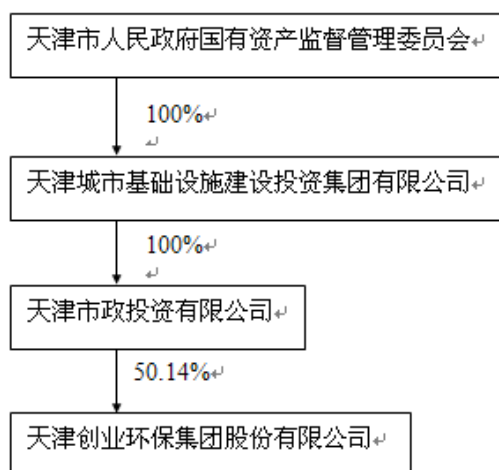 天津市人民政府国有资产监督管理委员会
100%
天津城市基础设施建设投资集团有限公司
100%
天津市政投资有限公司
50.14%
天津创业环保集团股份有限公司